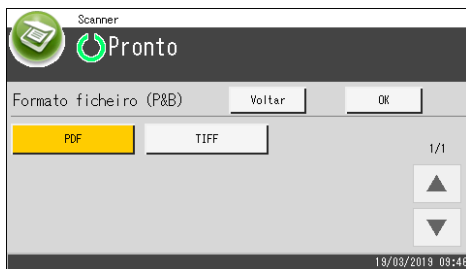 Scanner
Pronto
Formato ficheiro (P&B) Voltar OK
PDF TIFF
1/1
19/03/2019 09:46